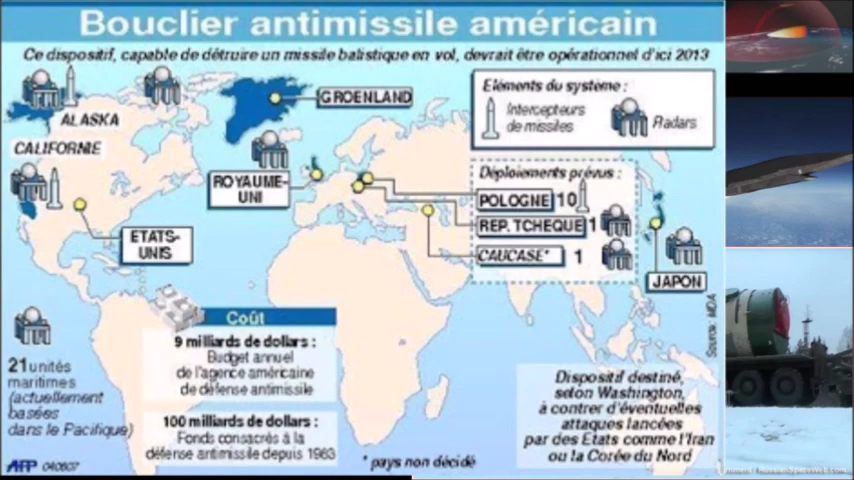 Bouclier antimissile américain
Ce dispositif, capable de détruire un missile balistique en vol, devrait être opérationnel d'ici 2013
GROENLAND
ALASKA
CALIFORNIE
ROYAUME-
UNI
ETATS-
UNIS
Eléments du système :
Intercepteurs
de missiles
Radars
Déploiements prévus :
POLOGNE 10
REP. TCHEQUE 1
CAUCASE* 1
JAPON
21 unités
maritimes
(actuellement
basées
dans le Pacifique)
Coût
9 milliards de dollars :
Budget annuel
de l'agence américaine
de défense antimissile
100 milliards de dollars :
Fonds consacrés à la
défense antimissile depuis 1983
* pays non décidé
Dispositif destiné,
selon Washington,
à contrer d'éventuelles
attaques lancées
par des Etats comme l'Iran
ou la Corée du Nord
Source: MDA
AFP 040607
RussianSpaceWeb.com